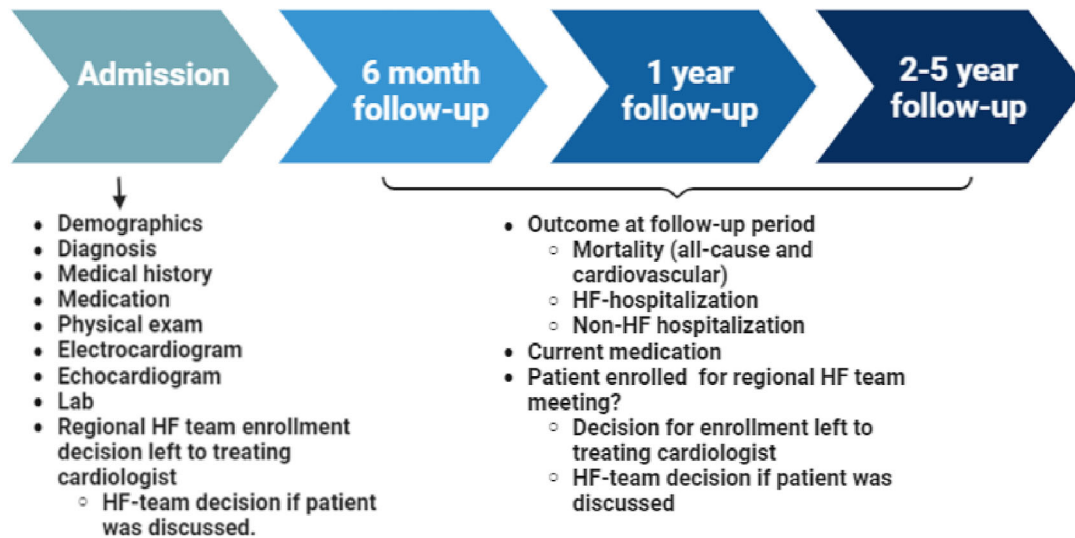 Admission
6 month
follow-up
1 year
follow-up
2-5 year
follow-up
• Demographics
• Diagnosis
• Medical history
• Medication
• Physical exam
• Electrocardiogram
• Echocardiogram
• Lab
• Regional HF team enrollment
decision left to treating
cardiologist
○ HF-team decision if patient
was discussed.
• Outcome at follow-up period
○ Mortality (all-cause and
cardiovascular)
○ HF-hospitalization
○ Non-HF hospitalization
• Current medication
• Patient enrolled for regional HF team
meeting?
○ Decision for enrollment left to
treating cardiologist
○ HF-team decision if patient was
discussed